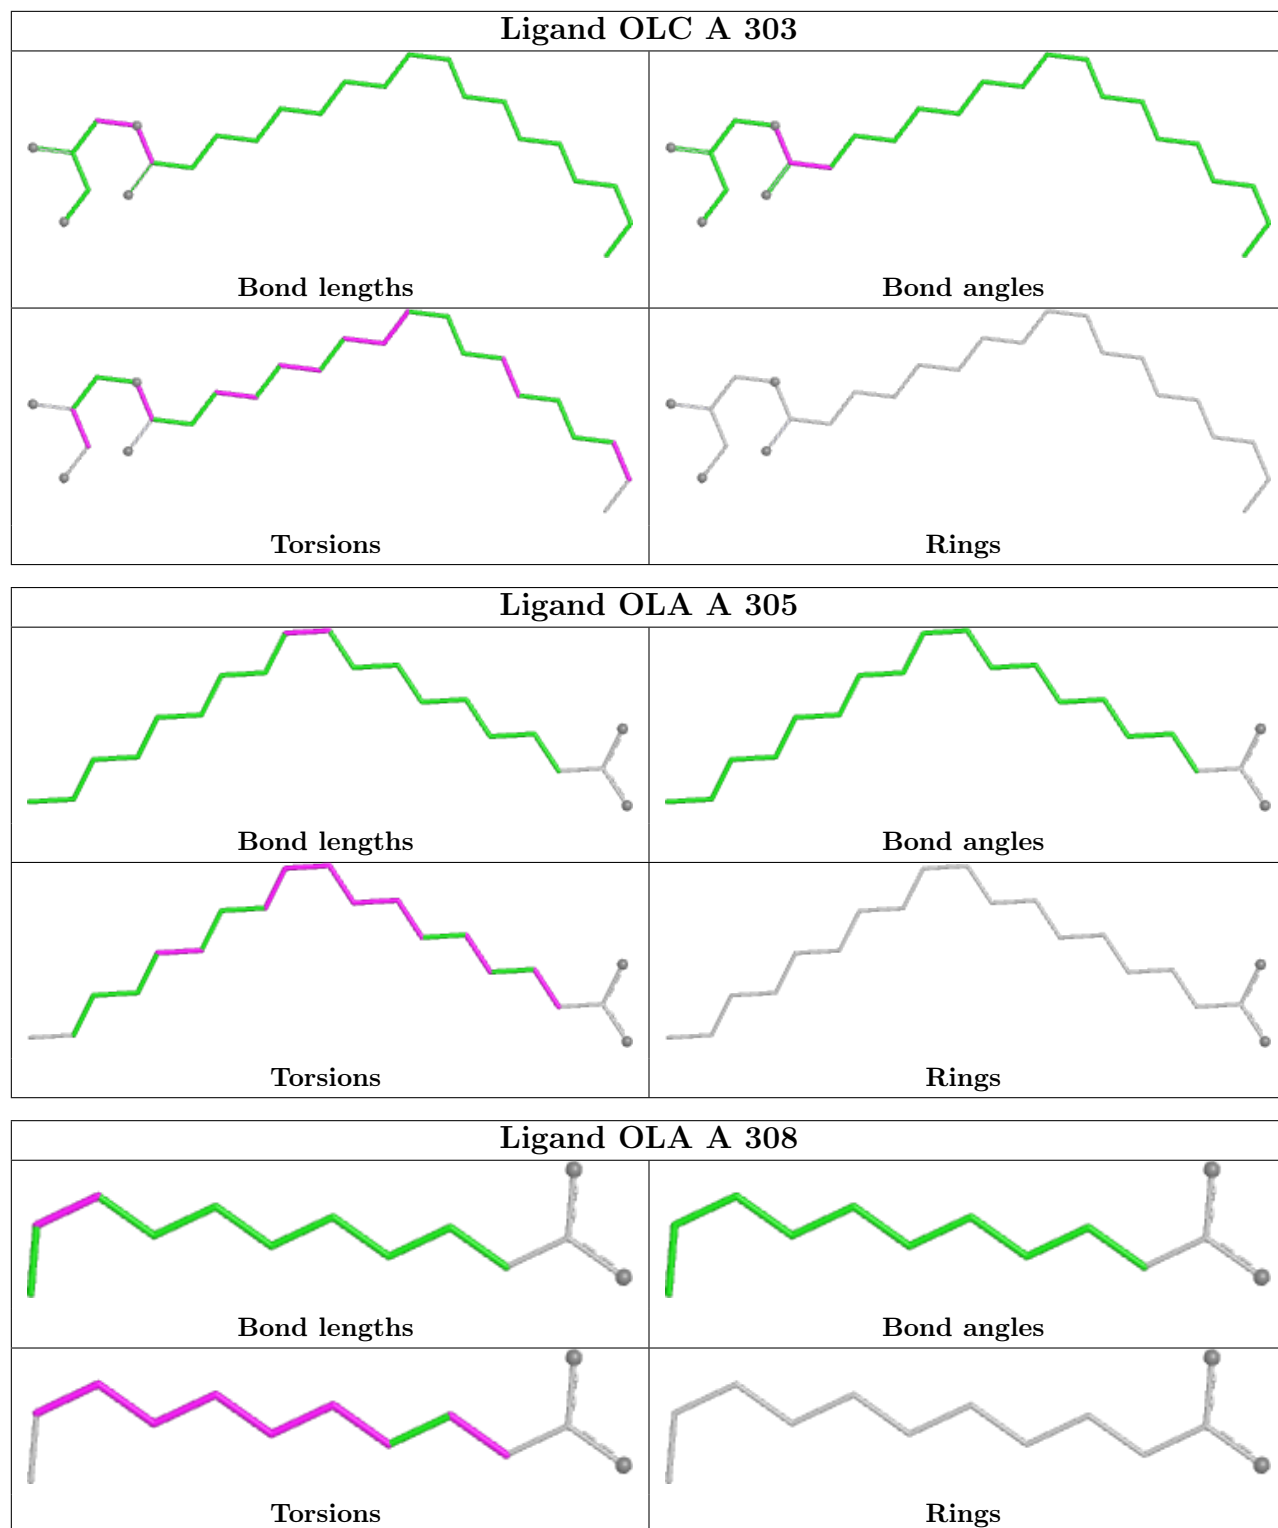 Ligand OLC A 303
Bond lengths
Bond angles
Torsions
Rings
Ligand OLA A 305
Bond lengths
Bond angles
Torsions
Rings
Ligand OLA A 308
Bond lengths
Bond angles
Torsions
Rings